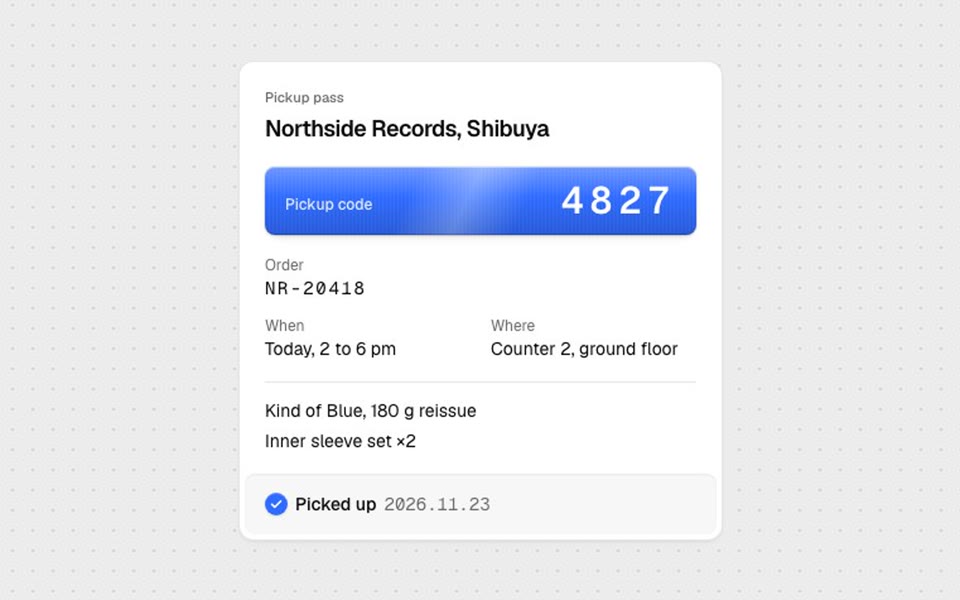 Pickup pass
Northside Records, Shibuya
Pickup code 4827
Order
NR-20418
When Where
Today, 2 to 6 pm Counter 2, ground floor
Kind of Blue, 180 g reissue
Inner sleeve set ×2
Picked up 2026.11.23